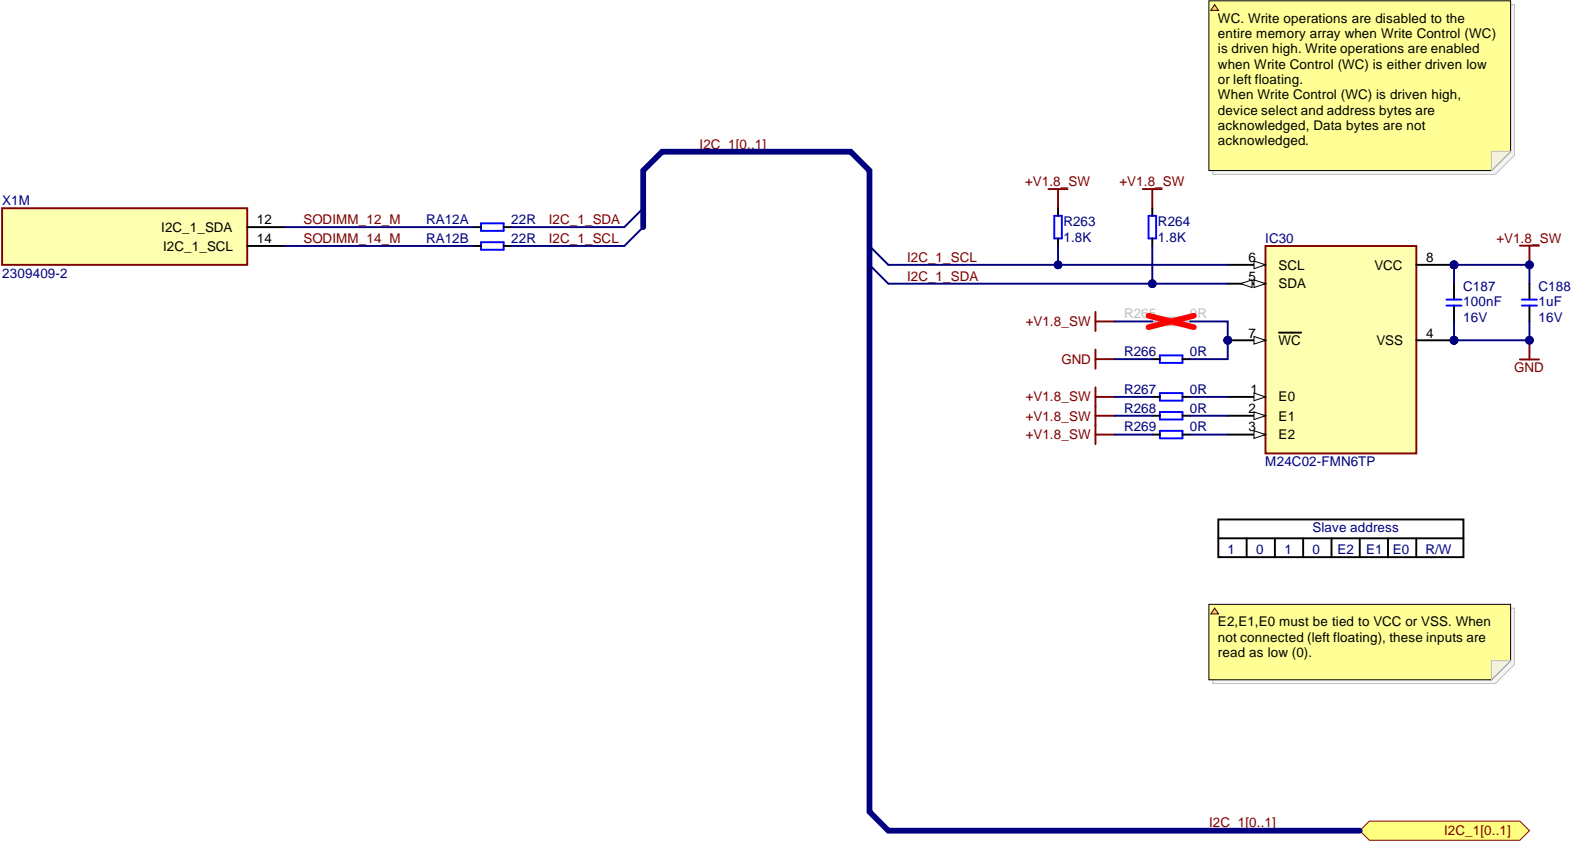 WC. Write operations are disabled to the
entire memory array when Write Control (WC)
is driven high. Write operations are enabled
when Write Control (WC) is either driven low
or left floating.
When Write Control (WC) is driven high,
device select and address bytes are
acknowledged, Data bytes are not
acknowledged.
I2C_1[0..1]
X1M
I2C_1_SDA 12 SODIMM_12_M RA12A 22R I2C_1_SDA
I2C_1_SCL 14 SODIMM_14_M RA12B 22R I2C_1_SCL
2309409-2
+V1.8_SW +V1.8_SW
R263 R264
1.8K 1.8K
IC30
+V1.8_SW
I2C_1_SCL 6 SCL VCC 8
I2C_1_SDA 5 SDA
C187 C188
100nF 1uF
16V 16V
+V1.8_SW 0R
7 WC VSS 4
GND R266 0R
GND
+V1.8_SW R267 0R 1 E0
+V1.8_SW R268 0R 2 E1
+V1.8_SW R269 0R 3 E2
M24C02-FMN6TP
Slave address
1 0 1 0 E2 E1 E0 R/W
E2,E1,E0 must be tied to VCC or VSS. When
not connected (left floating), these inputs are
read as low (0).
I2C_1[0..1]
I2C_1[0..1]